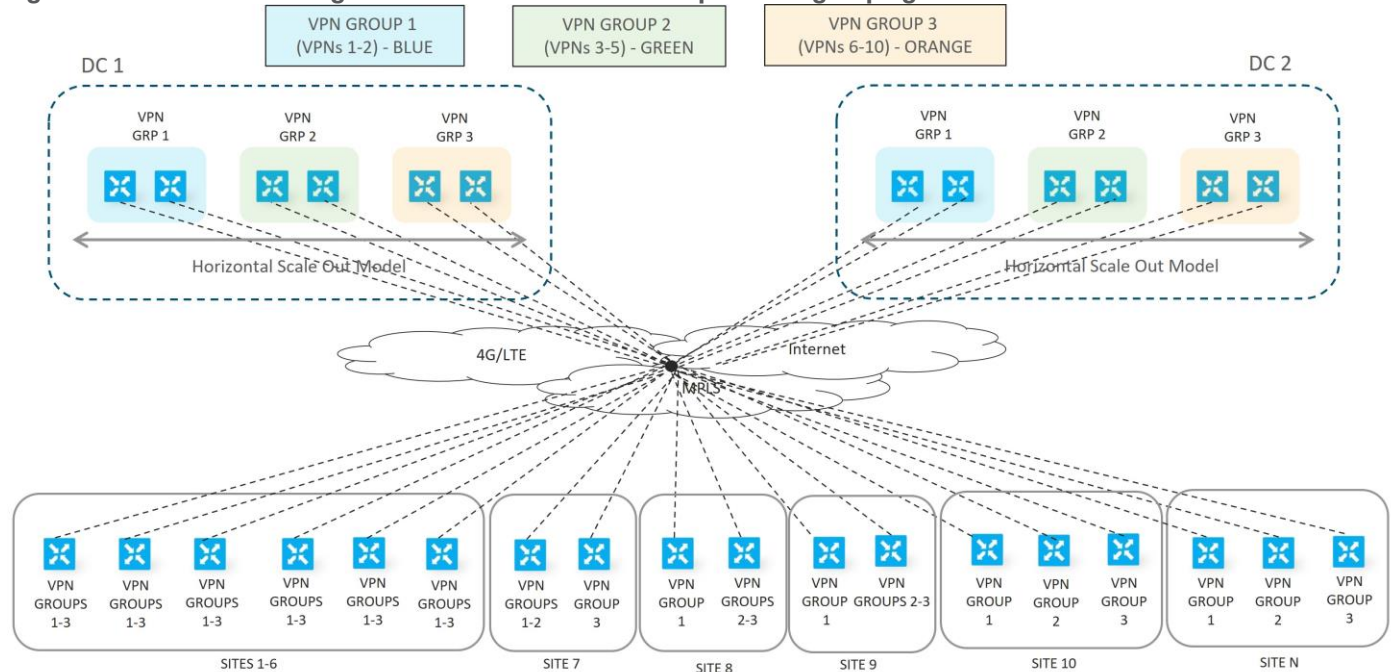 VPN GROUP 1
(VPNs 1-2) - BLUE
VPN GROUP 2
(VPNs 3-5) - GREEN
VPN GROUP 3
(VPNs 6-10) - ORANGE
DC 1
DC 2
VPN
GRP 1
VPN
GRP 2
VPN
GRP 3
VPN
GRP 1
VPN
GRP 2
VPN
GRP 3
Horizontal Scale Out Model
Horizontal Scale Out Model
4G/LTE
Internet
MPLS
VPN
GROUPS
1-3
VPN
GROUPS
1-3
VPN
GROUPS
1-3
VPN
GROUPS
1-3
VPN
GROUPS
1-3
VPN
GROUPS
1-3
VPN
GROUPS
1-2
VPN
GROUP
3
VPN
GROUP
1
VPN
GROUPS
2-3
VPN
GROUP
1
VPN
GROUPS 2-3
VPN
GROUP
1
VPN
GROUP
2
VPN
GROUP
3
VPN
GROUP
1
VPN
GROUP
2
VPN
GROUP
3
SITES 1-6
SITE 7
SITE 8
SITE 9
SITE 10
SITE N